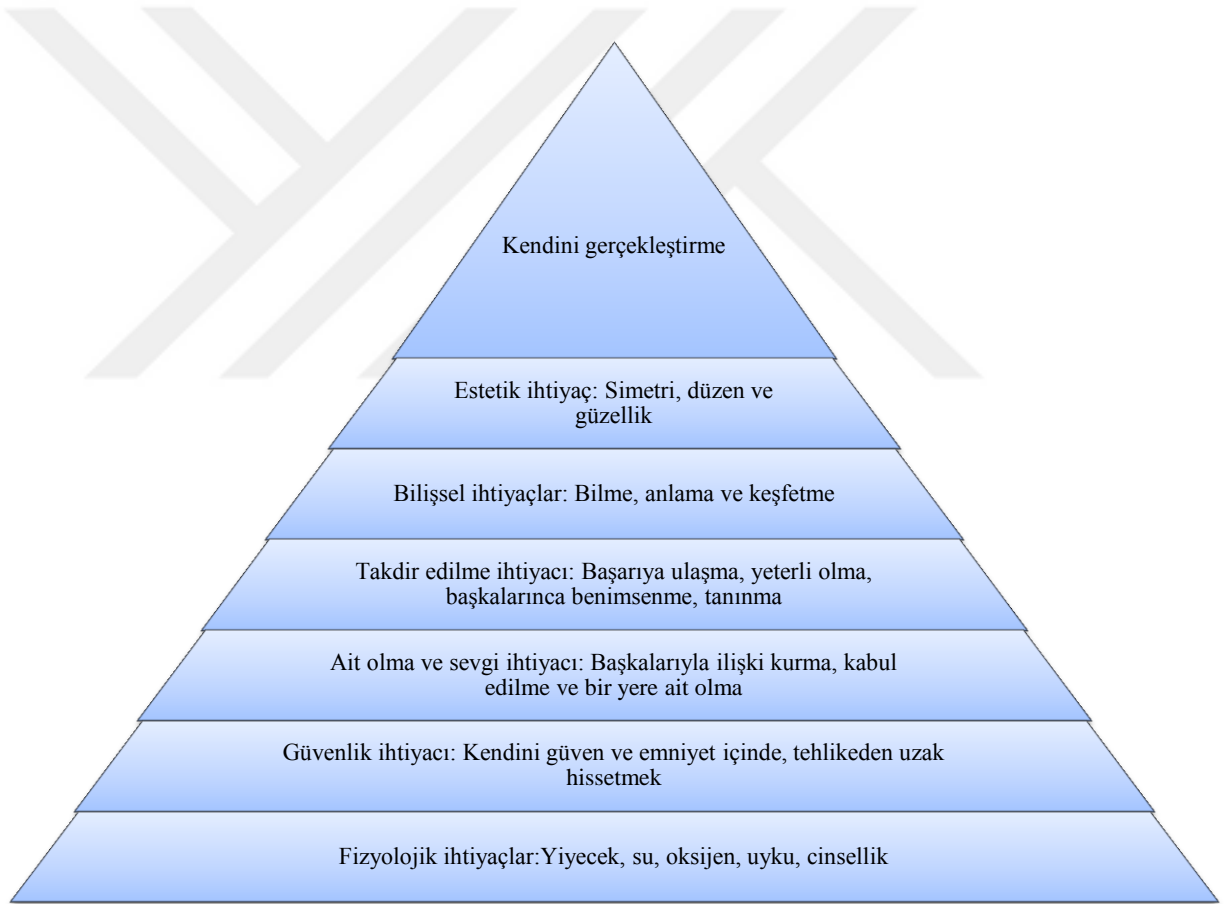 Kendini gerçekleştirme
Estetik ihtiyaç: Simetri, düzen ve
güzellik
Bilişsel ihtiyaçlar: Bilme, anlama ve keşfetme
Takdir edilme ihtiyacı: Başarıya ulaşma, yeterli olma,
başkalarınca benimsenme, tanınma
Ait olma ve sevgi ihtiyacı: Başkalarıyla ilişki kurma, kabul
edilme ve bir yere ait olma
Güvenlik ihtiyacı: Kendini güven ve emniyet içinde, tehlikeden uzak
hissetmek
Fizyolojik ihtiyaçlar:Yiyecek, su, oksijen, uyku, cinsellik